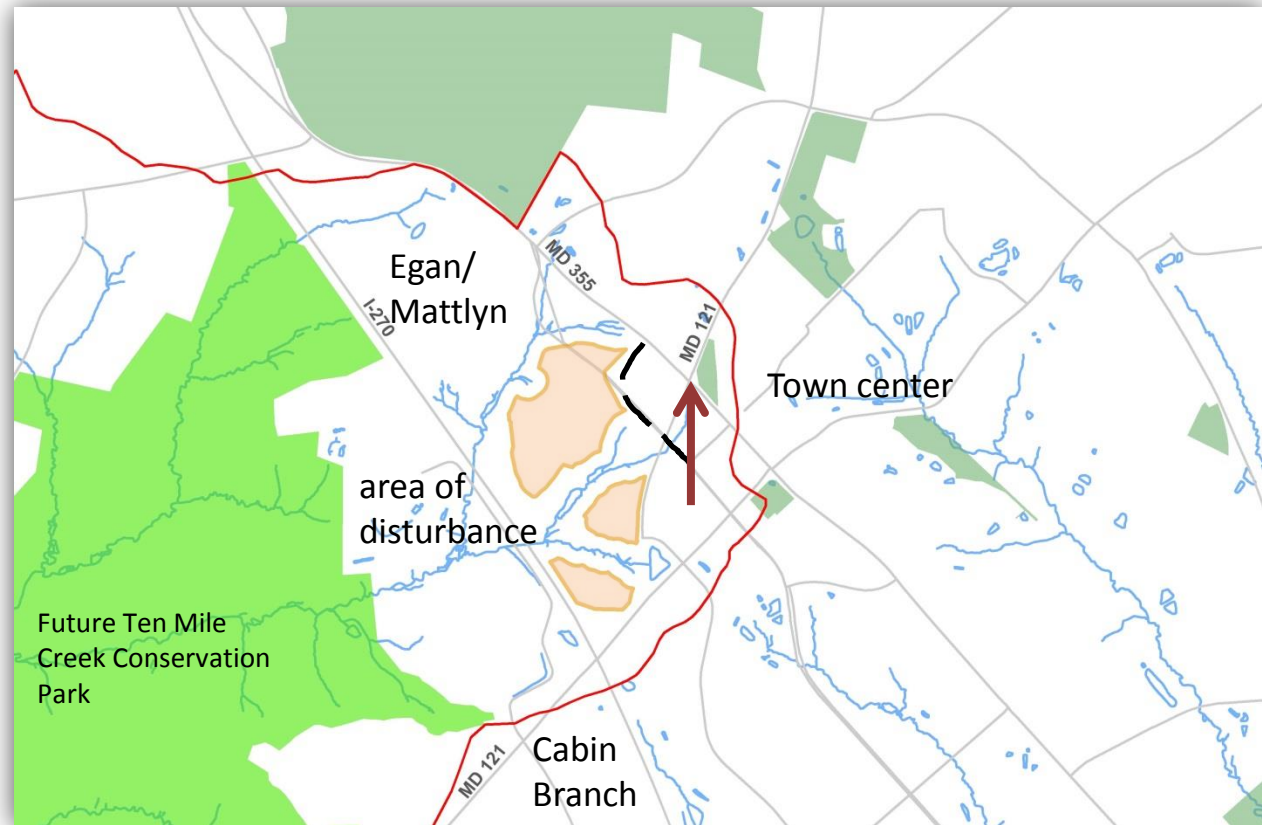 Egan/
Mattlyn
MD 355
I-270
MD 121
Town center
area of
disturbance
Future Ten Mile
Creek Conservation
Park
Cabin
Branch
MD 121